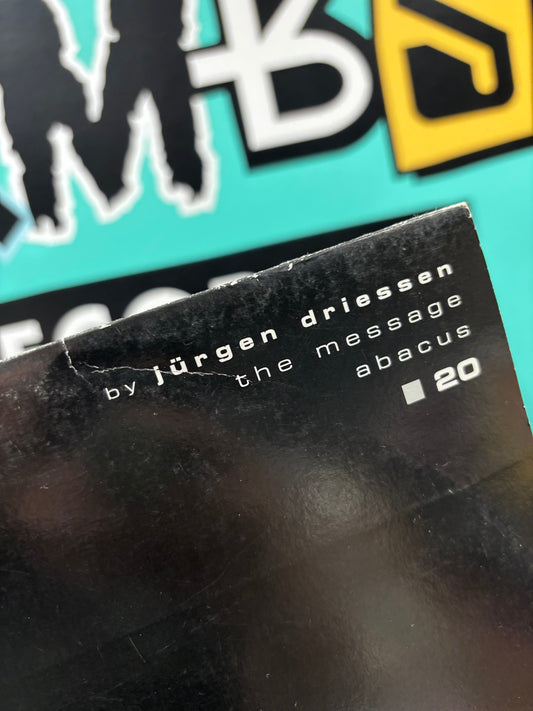 by jürgen driessen
the message
abacus
20